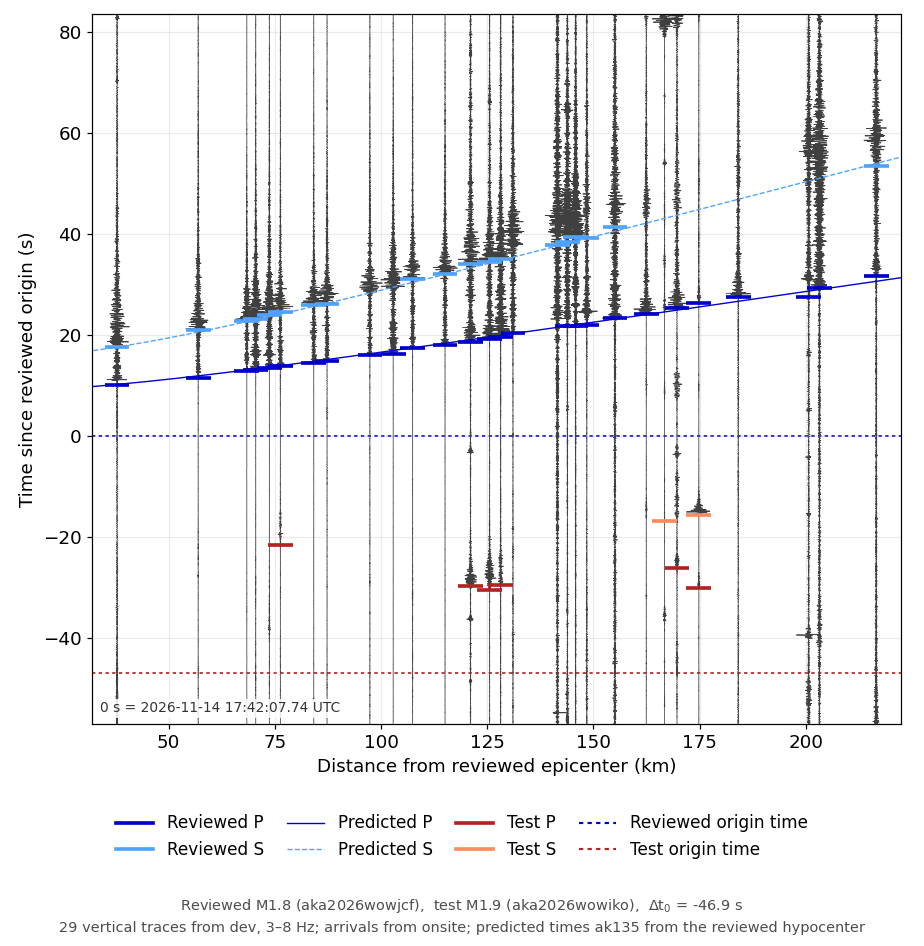 80
60
40
20
0
−20
−40
Time since reviewed origin (s)
0 s = 2026-11-14 17:42:07.74 UTC
50 75 100 125 150 175 200
Distance from reviewed epicenter (km)
Reviewed P Predicted P Test P Reviewed origin time
Reviewed S Predicted S Test S Test origin time
Reviewed M1.8 (aka2026wowjcf), test M1.9 (aka2026wowiko), Δt₀ = -46.9 s
29 vertical traces from dev, 3–8 Hz; arrivals from onsite; predicted times ak135 from the reviewed hypocenter